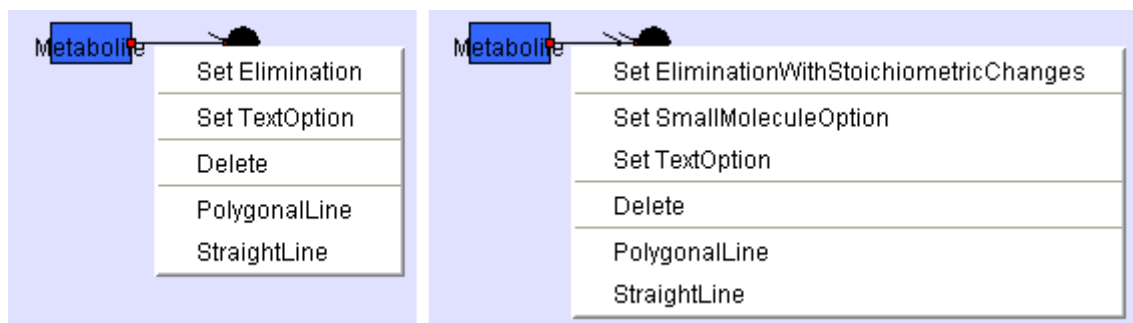 Metabolite
Set Elimination
Set TextOption
Delete
PolygonalLine
StraightLine
Metabolite
Set EliminationWithStoichiometricChanges
Set SmallMoleculeOption
Set TextOption
Delete
PolygonalLine
StraightLine